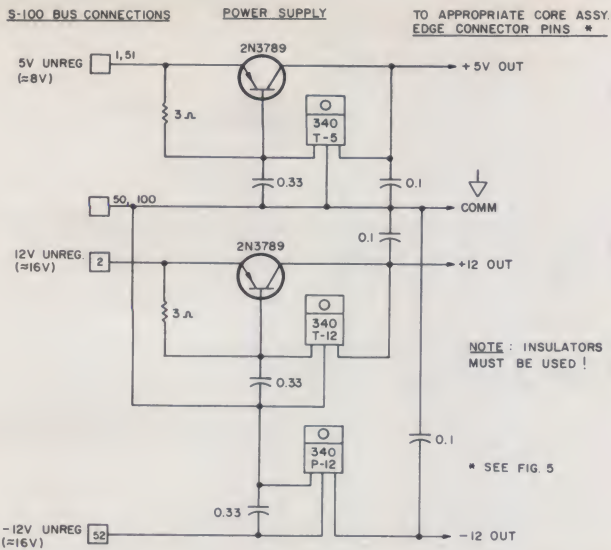 S-100 BUS CONNECTIONS
POWER SUPPLY
TO APPROPRIATE CORE ASSY.
EDGE CONNECTOR PINS *
5V UNREG
(≈8V)
1,51
2N3789
+5V OUT
3Ω
340
T-5
0.33
0.1
50, 100
COMM
0.1
12V UNREG.
(≈16V)
2
2N3789
+12 OUT
3Ω
340
T-12
NOTE: INSULATORS
MUST BE USED!
0.33
0.1
340
P-12
* SEE FIG. 5
0.33
-12V UNREG
(≈16V)
52
-12 OUT